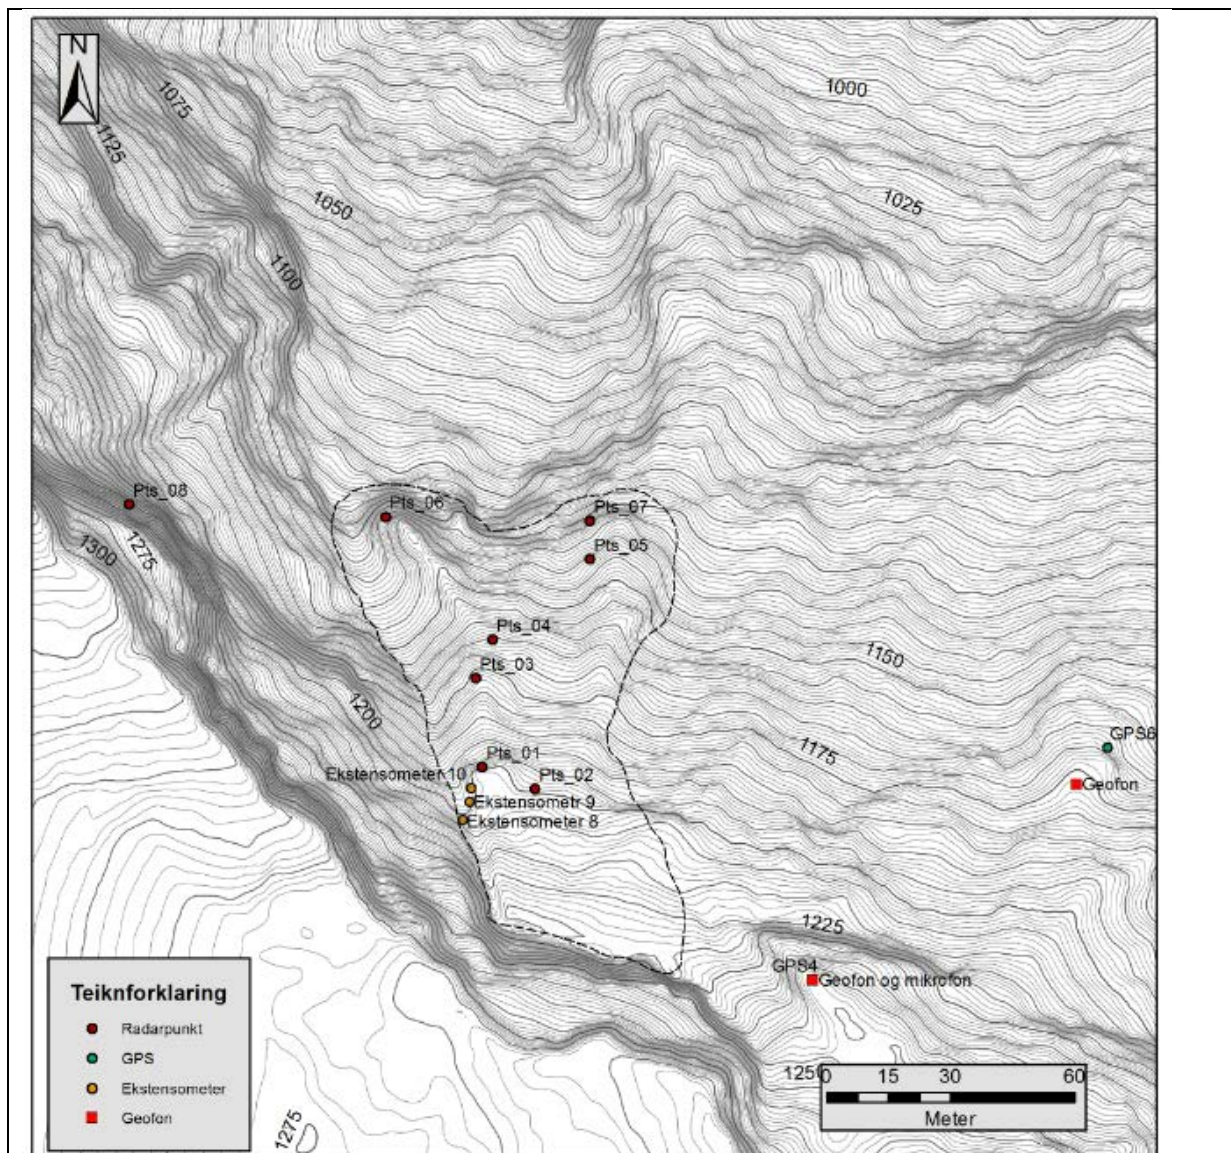 N
1075
1000
1125
1050
1025
1100
Pts_08
Pts_06
Pts_07
1275
1300
Pts_05
Pts_04
1150
Pts_03
1200
GPS6
Pts_01
1175
Ekstensometer 10
Pts_02
Geofon
Ekstensometr 9
Ekstensometer 8
1225
GPS4
Geofon og mikrofon
Teiknforklaring
Radarpunkt
GPS
Ekstensometer
Geofon
1250
0 15 30 60
Meter
1275